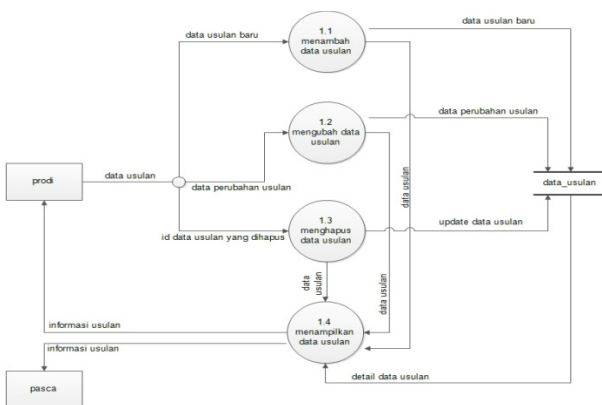 data usulan baru
1.1
menambah
data usulan
data usulan baru
1.2
mengubah data
usulan
data perubahan usulan
data usulan
prodi
data usulan
data perubahan usulan
data_usulan
1.3
menghapus
data usulan
id data usulan yang dihapus
update data usulan
data
usulan
data usulan
1.4
menampilkan
data usulan
informasi usulan
informasi usulan
pasca
detail data usulan